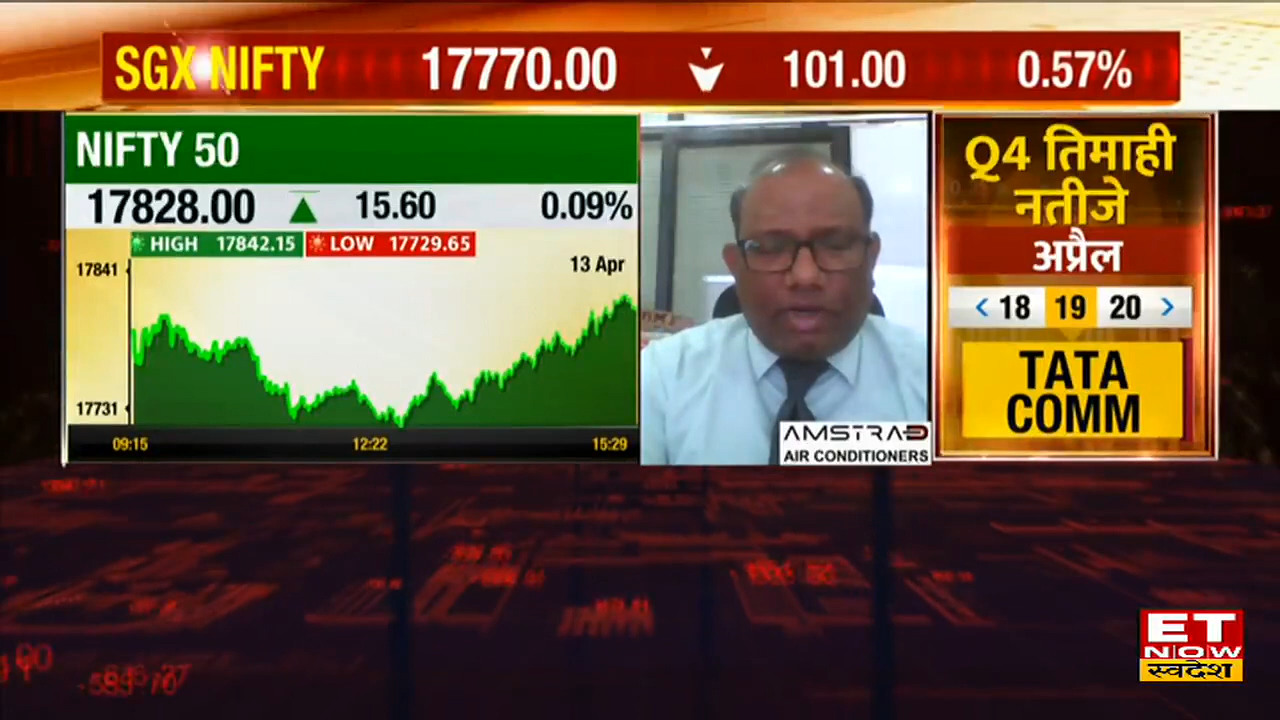 SGX NIFTY 17770.00 101.00 0.57%
NIFTY 50
17828.00 15.60 0.09%
HIGH 17842.15 LOW 17729.65
17841
13 Apr
17731
09:15 12:22 15:29
AMSTRAD
AIR CONDITIONERS
Q4 तिमाही
नतीजे
अप्रैल
< 18 19 20 >
TATA
COMM
ET
NOW
स्वदेश